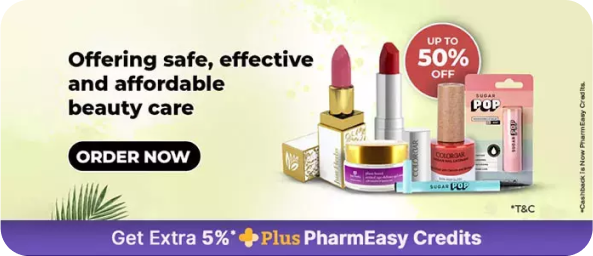 Offering safe, effective
and affordable
beauty care
ORDER NOW
UP TO
50%
OFF
SUGAR
POP
COLORBAR
SUGAR POP
*T&C
*Cashback is Now PharmEasy Credits.
Get Extra 5%* Plus PharmEasy Credits